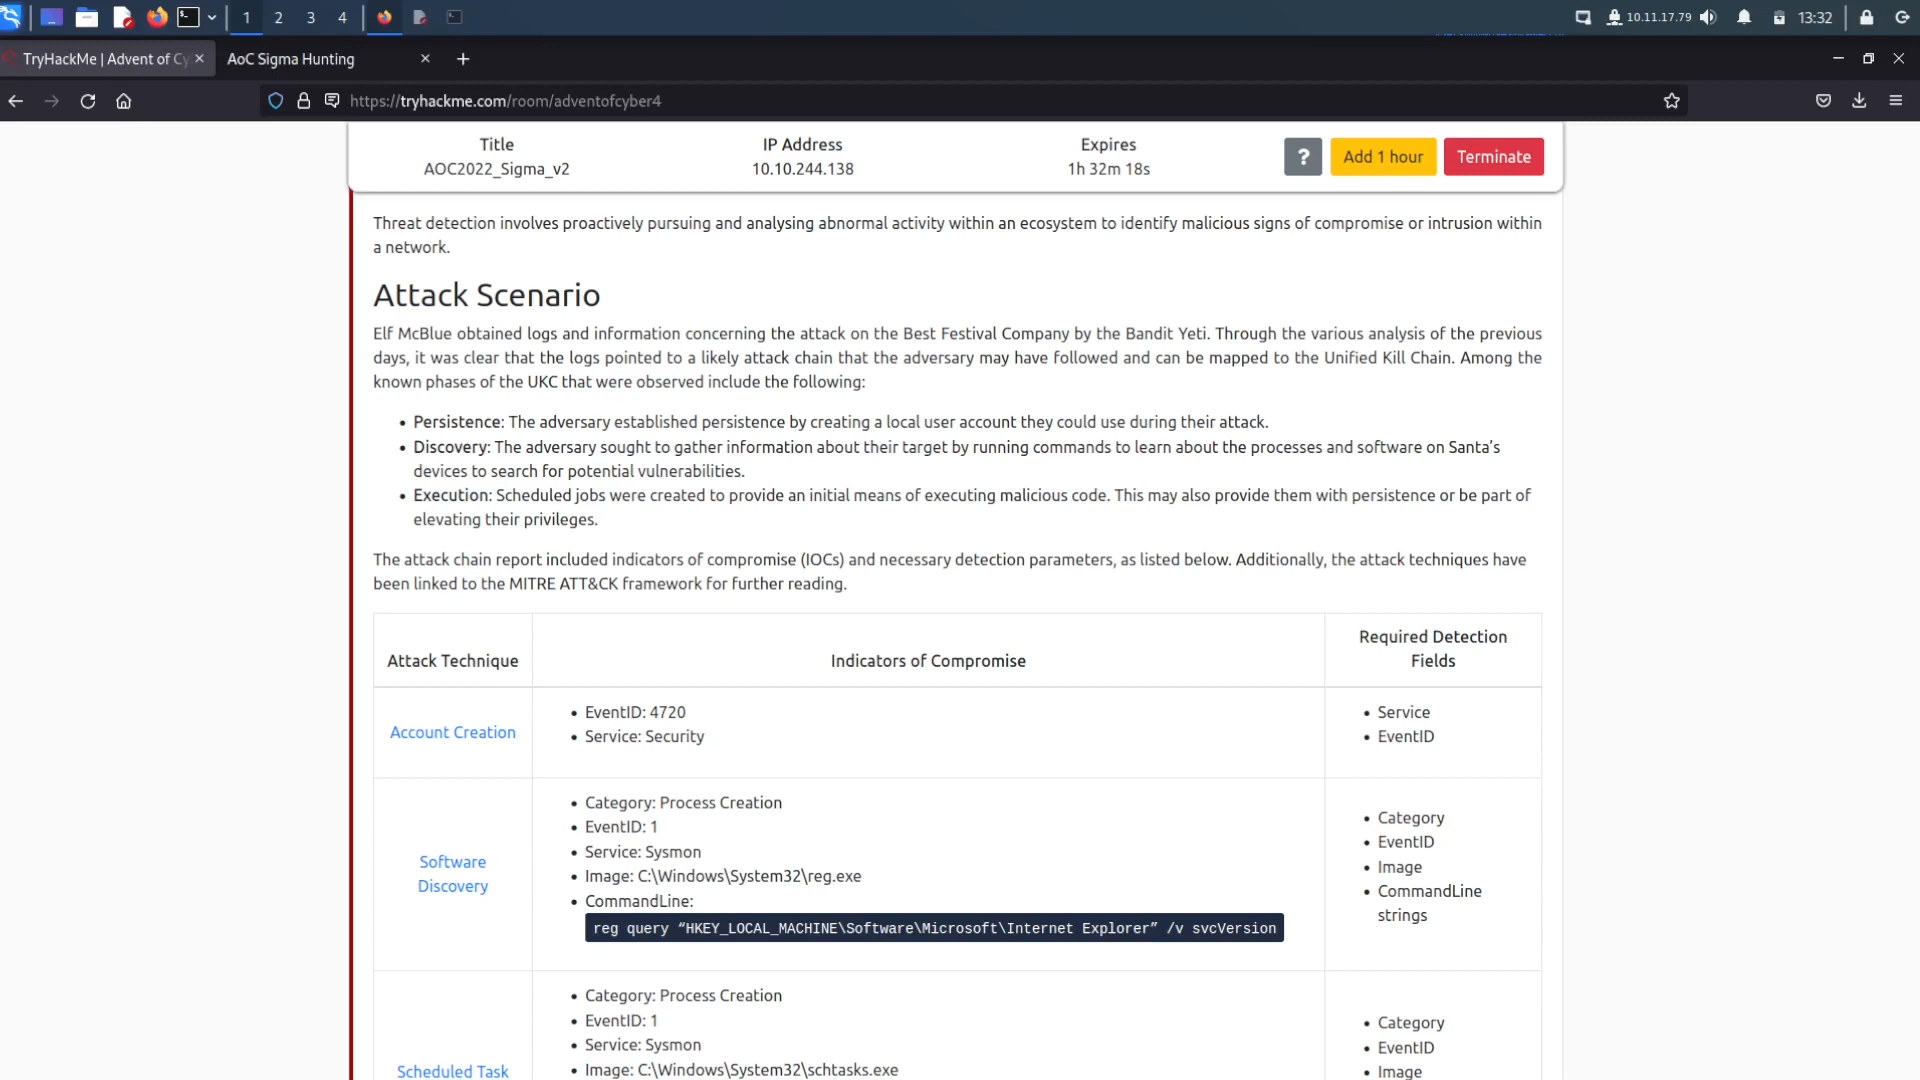 1 2 3 4 10.11.17.79 13:32
TryHackMe | Advent of Cy
AoC Sigma Hunting
https://tryhackme.com/room/adventofcyber4
Title IP Address Expires
AOC2022_Sigma_v2 10.10.244.138 1h 32m 18s
? Add 1 hour Terminate
Threat detection involves proactively pursuing and analysing abnormal activity within an ecosystem to identify malicious signs of compromise or intrusion within
a network.
Attack Scenario
Elf McBlue obtained logs and information concerning the attack on the Best Festival Company by the Bandit Yeti. Through the various analysis of the previous
days, it was clear that the logs pointed to a likely attack chain that the adversary may have followed and can be mapped to the Unified Kill Chain. Among the
known phases of the UKC that were observed include the following:
• Persistence: The adversary established persistence by creating a local user account they could use during their attack.
• Discovery: The adversary sought to gather information about their target by running commands to learn about the processes and software on Santa's
devices to search for potential vulnerabilities.
• Execution: Scheduled jobs were created to provide an initial means of executing malicious code. This may also provide them with persistence or be part of
elevating their privileges.
The attack chain report included indicators of compromise (IOCs) and necessary detection parameters, as listed below. Additionally, the attack techniques have
been linked to the MITRE ATT&CK framework for further reading.
Attack Technique
Indicators of Compromise
Required Detection
Fields
Account Creation
• EventID: 4720
• Service: Security
• Service
• EventID
Software
Discovery
• Category: Process Creation
• EventID: 1
• Service: Sysmon
• Image: C:\Windows\System32\reg.exe
• CommandLine:
reg query “HKEY_LOCAL_MACHINE\Software\Microsoft\Internet Explorer” /v svcVersion
• Category
• EventID
• Image
• CommandLine
strings
Scheduled Task
• Category: Process Creation
• EventID: 1
• Service: Sysmon
• Image: C:\Windows\System32\schtasks.exe
• Category
• EventID
• Image